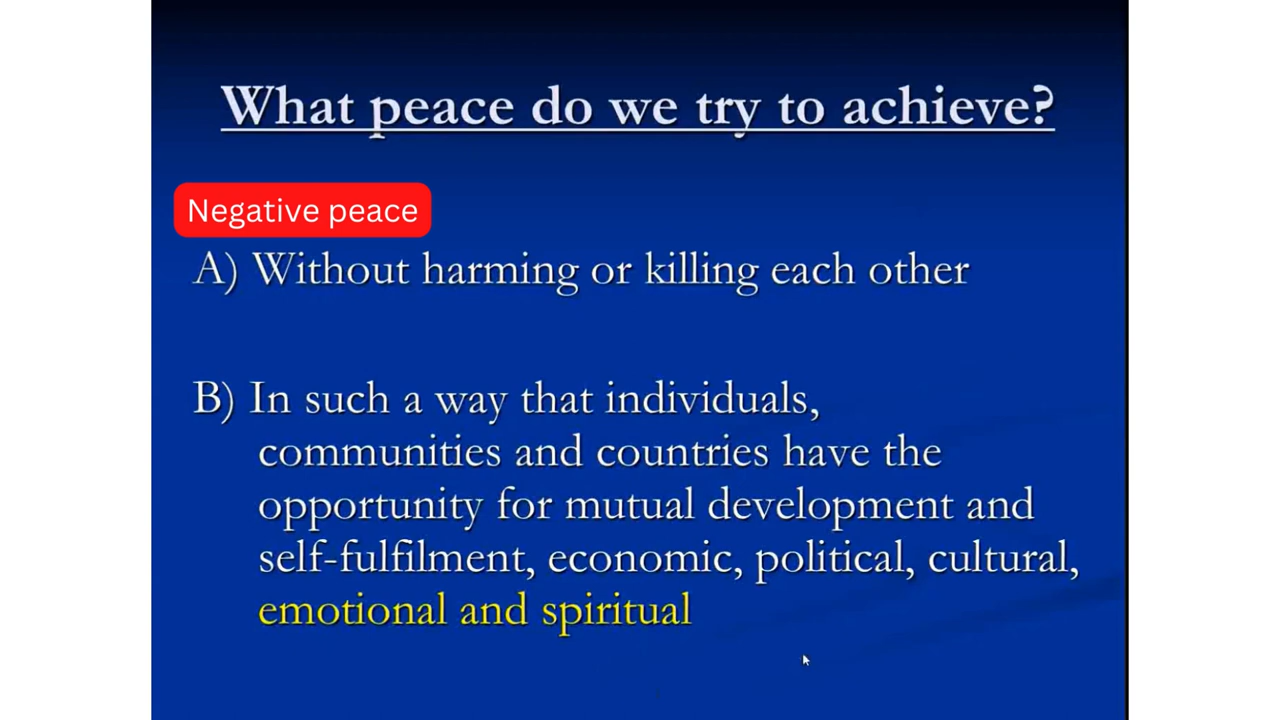 What peace do we try to achieve?
Negative peace
A) Without harming or killing each other
B) In such a way that individuals,
communities and countries have the
opportunity for mutual development and
self-fulfilment, economic, political, cultural,
emotional and spiritual